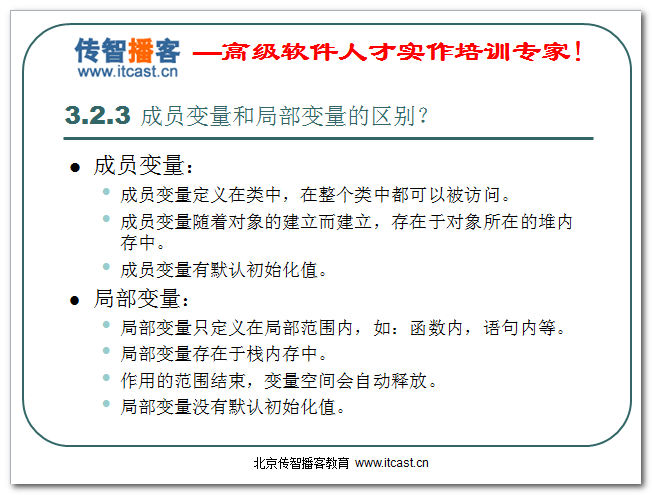 传智播客 —高级软件人才实作培训专家!
www.itcast.cn
3.2.3 成员变量和局部变量的区别?
● 成员变量:
• 成员变量定义在类中，在整个类中都可以被访问。
• 成员变量随着对象的建立而建立，存在于对象所在的堆内
存中。
• 成员变量有默认初始化值。
● 局部变量:
• 局部变量只定义在局部范围内，如：函数内，语句内等。
• 局部变量存在于栈内存中。
• 作用的范围结束，变量空间会自动释放。
• 局部变量没有默认初始化值。
北京传智播客教育 www.itcast.cn